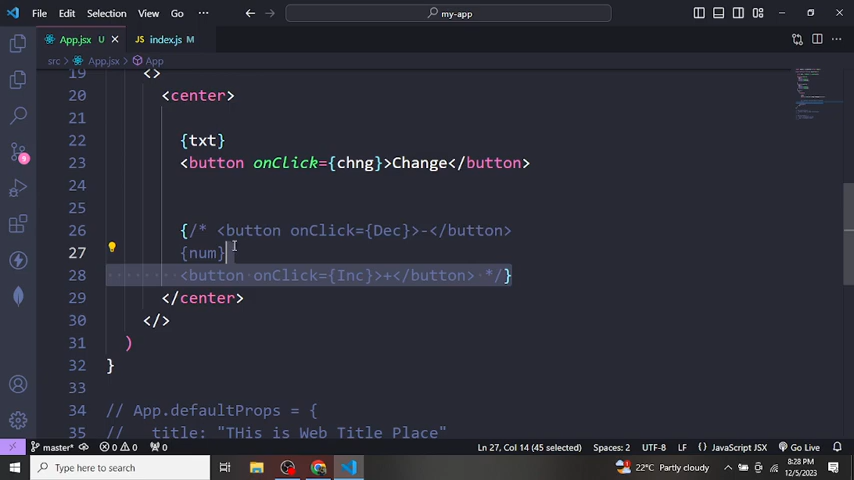 File Edit Selection View Go ··· my-app
App.jsx U index.js M
src > App.jsx > App
19 <>
20 <center>
21
22 {txt}
23 <button onClick={chng}>Change</button>
24
25
26 {/* <button onClick={Dec}>-</button>
27 {num}
28 <button onClick={Inc}>+</button> */}
29 </center>
30 </>
31 )
32 }
33
34 // App.defaultProps = {
35 // title: "THis is Web Title Place"
9
master* 0 0 0 Ln 27, Col 14 (45 selected) Spaces: 2 UTF-8 LF {} JavaScript JSX Go Live
Type here to search 22°C Partly cloudy 8:28 PM
12/5/2023